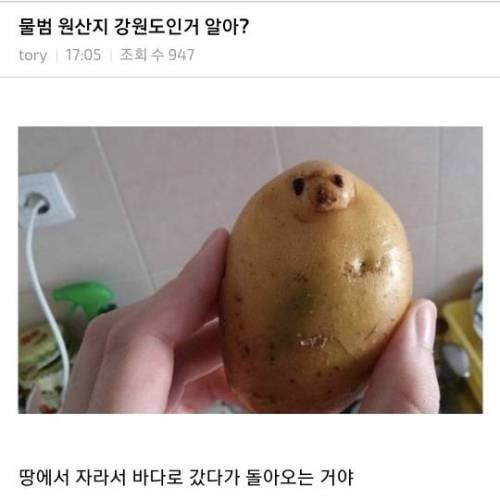 물범 원산지 강원도인거 알아?
tory | 17:05 | 조회 수 947
땅에서 자라서 바다로 갔다가 돌아오는 거야